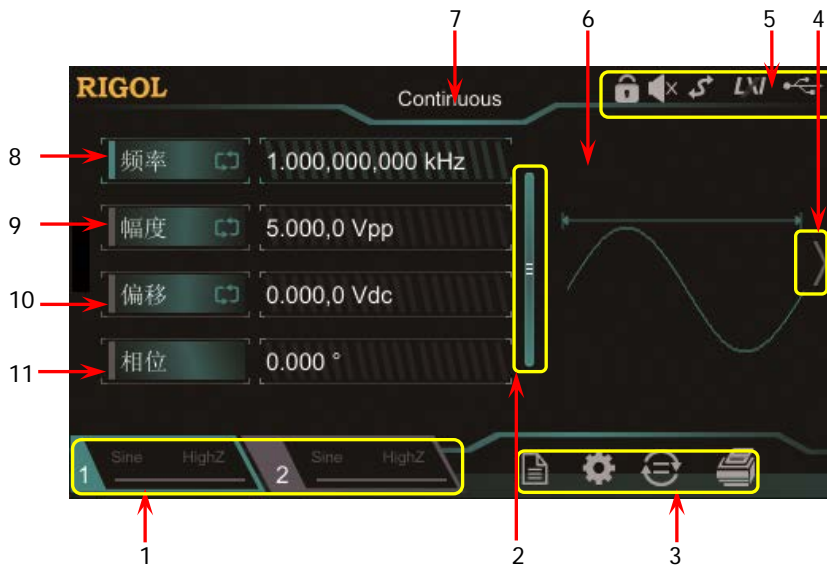 7 6 5 4
RIGOL Continuous LXI
8 频率 1.000,000,000 kHz
9 幅度 5.000,0 Vpp
10 偏移 0.000,0 Vdc
11 相位 0.000 °
1 Sine HighZ 2 Sine HighZ
1 2 3